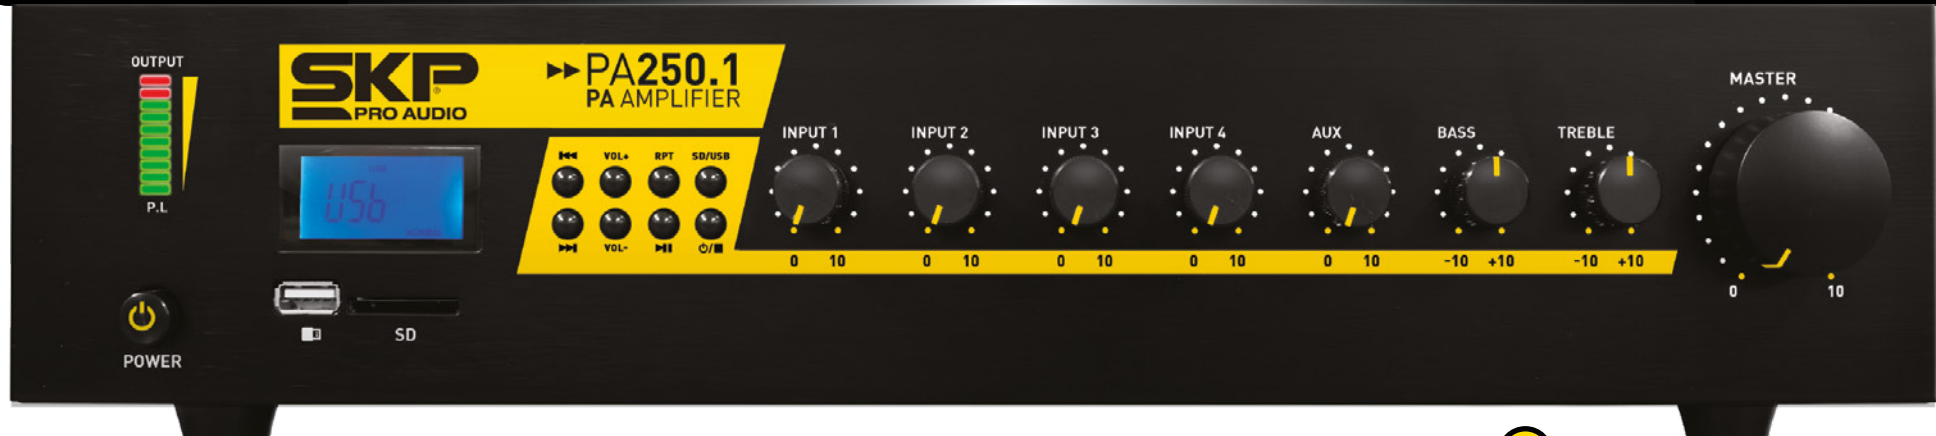 OUTPUT
P.L
POWER
SKP
®
PRO AUDIO
PA250.1
PA AMPLIFIER
USb
SD
VOL+ RPT SD/USB
VOL-
INPUT 1 INPUT 2 INPUT 3 INPUT 4 AUX BASS TREBLE
0 10 0 10 0 10 0 10 0 10 -10 +10 -10 +10
MASTER
0 10